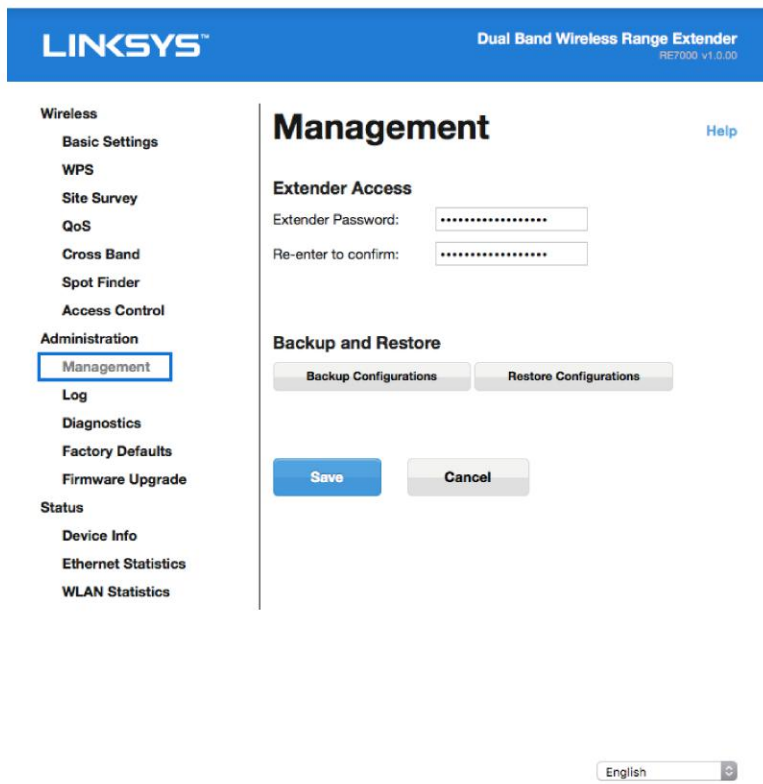 LINKSYS™
Dual Band Wireless Range Extender
RE7000 v1.0.00
Wireless
Basic Settings
WPS
Site Survey
QoS
Cross Band
Spot Finder
Access Control
Administration
Management
Log
Diagnostics
Factory Defaults
Firmware Upgrade
Status
Device Info
Ethernet Statistics
WLAN Statistics
Management
Help
Extender Access
Extender Password: ••••••••••••••••••
Re-enter to confirm: ••••••••••••••••••
Backup and Restore
Backup Configurations Restore Configurations
Save Cancel
English